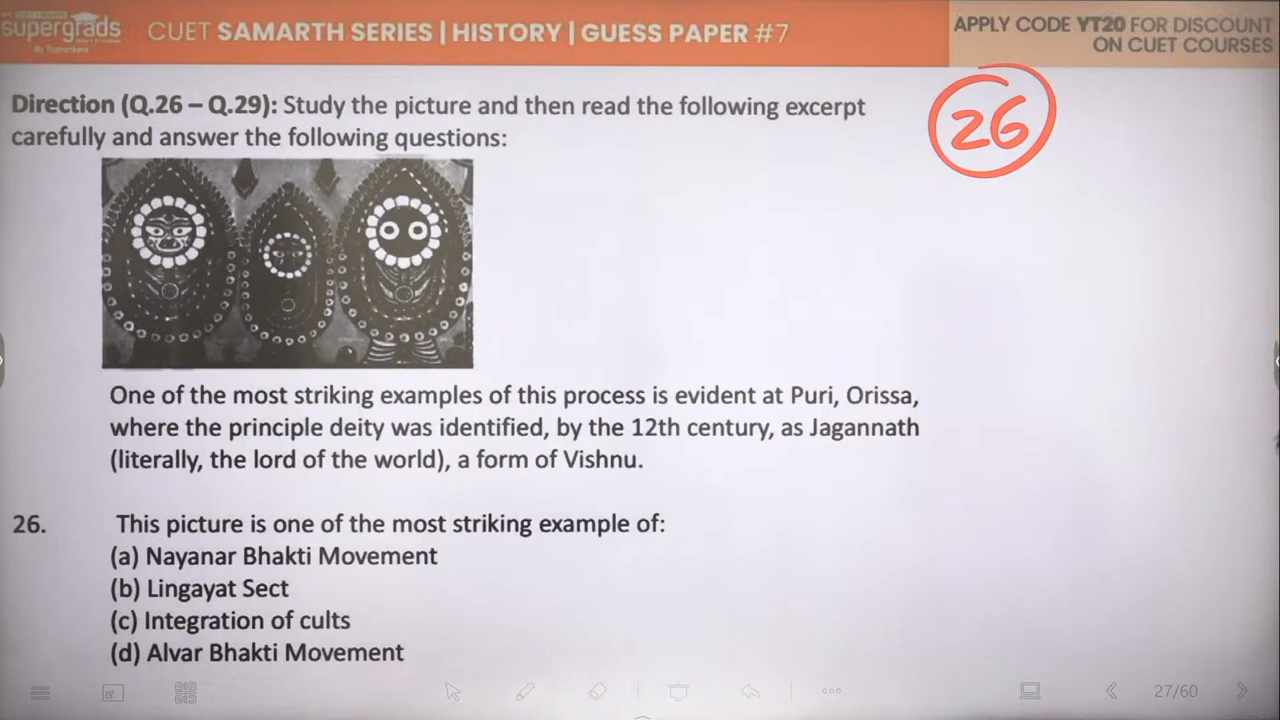 supergrads
By Toprankers
CUET SAMARTH SERIES | HISTORY | GUESS PAPER #7
APPLY CODE YT20 FOR DISCOUNT
ON CUET COURSES
26
Direction (Q.26 – Q.29): Study the picture and then read the following excerpt
carefully and answer the following questions:
One of the most striking examples of this process is evident at Puri, Orissa,
where the principle deity was identified, by the 12th century, as Jagannath
(literally, the lord of the world), a form of Vishnu.
26. This picture is one of the most striking example of:
(a) Nayanar Bhakti Movement
(b) Lingayat Sect
(c) Integration of cults
(d) Alvar Bhakti Movement
27/60